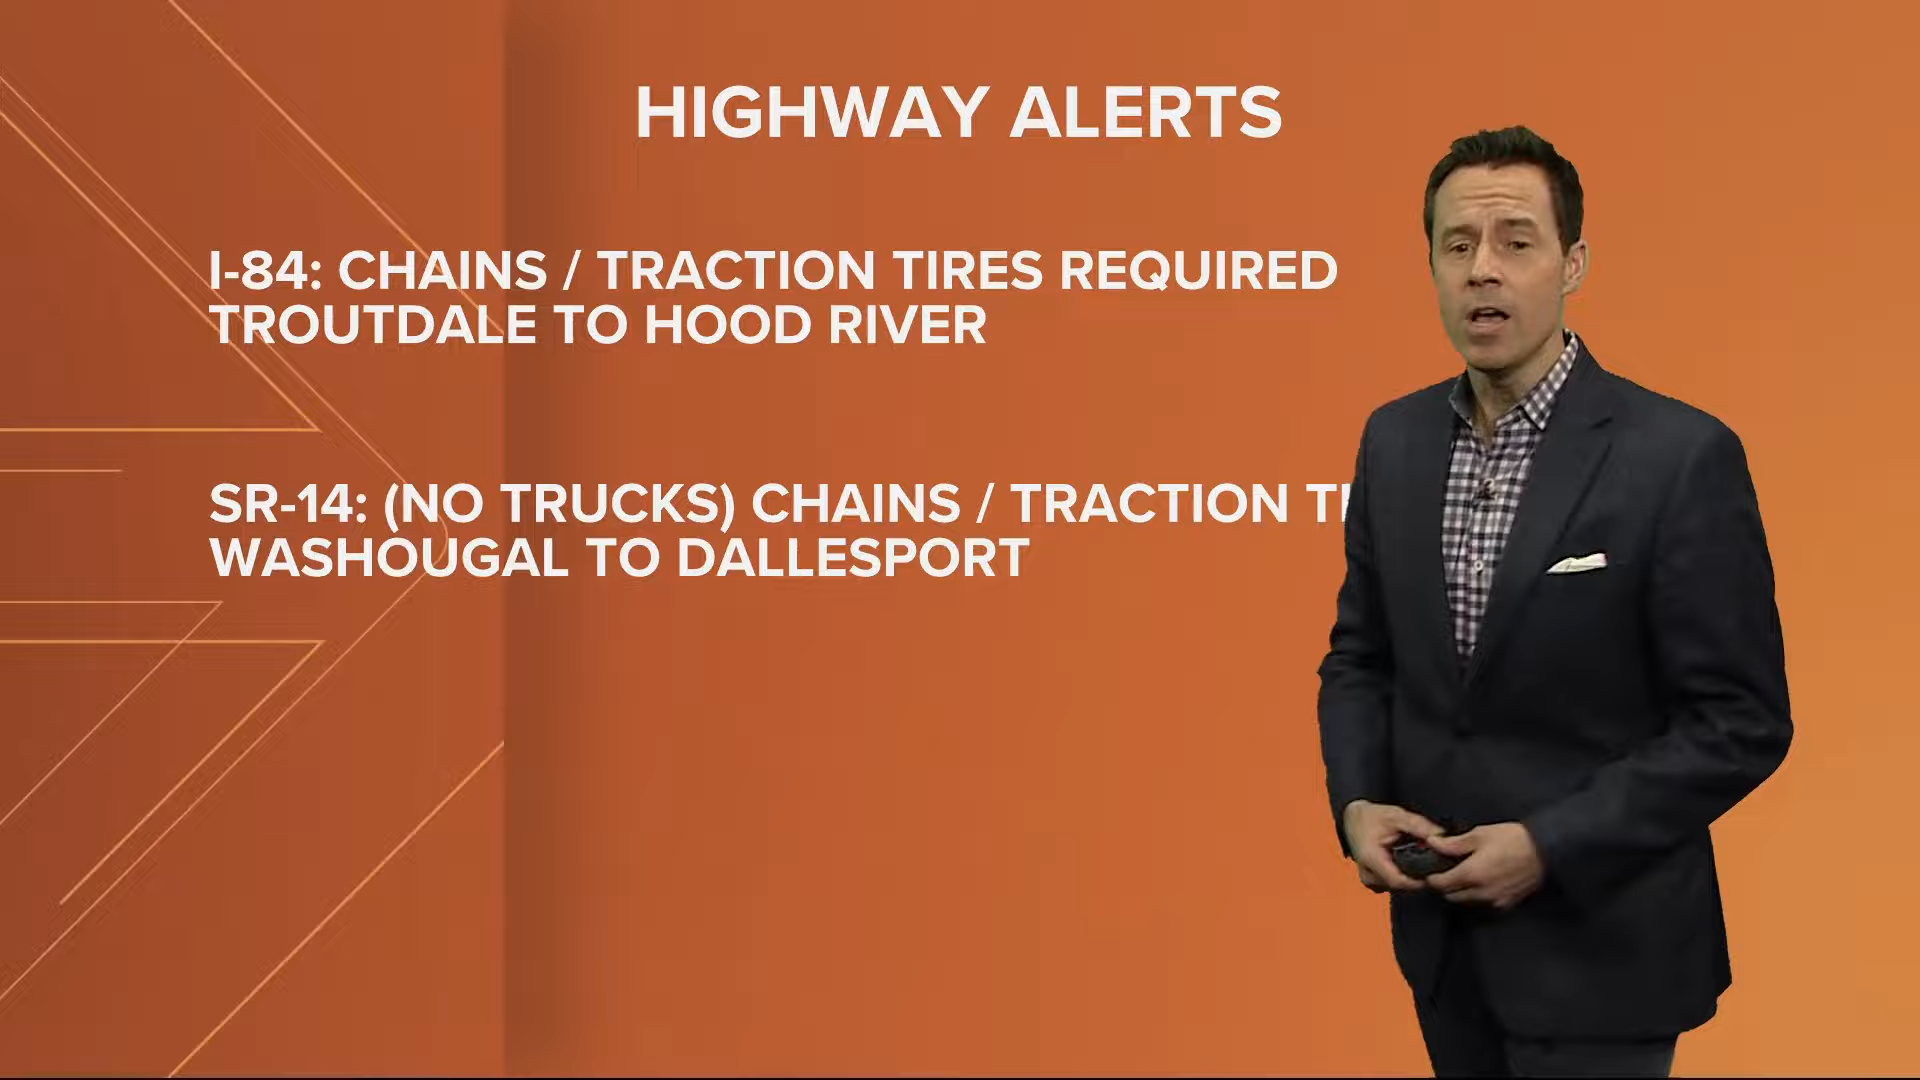 HIGHWAY ALERTS
I-84: CHAINS / TRACTION TIRES REQUIRED
TROUTDALE TO HOOD RIVER
SR-14: (NO TRUCKS) CHAINS / TRACTION
WASHOUGAL TO DALLESPORT